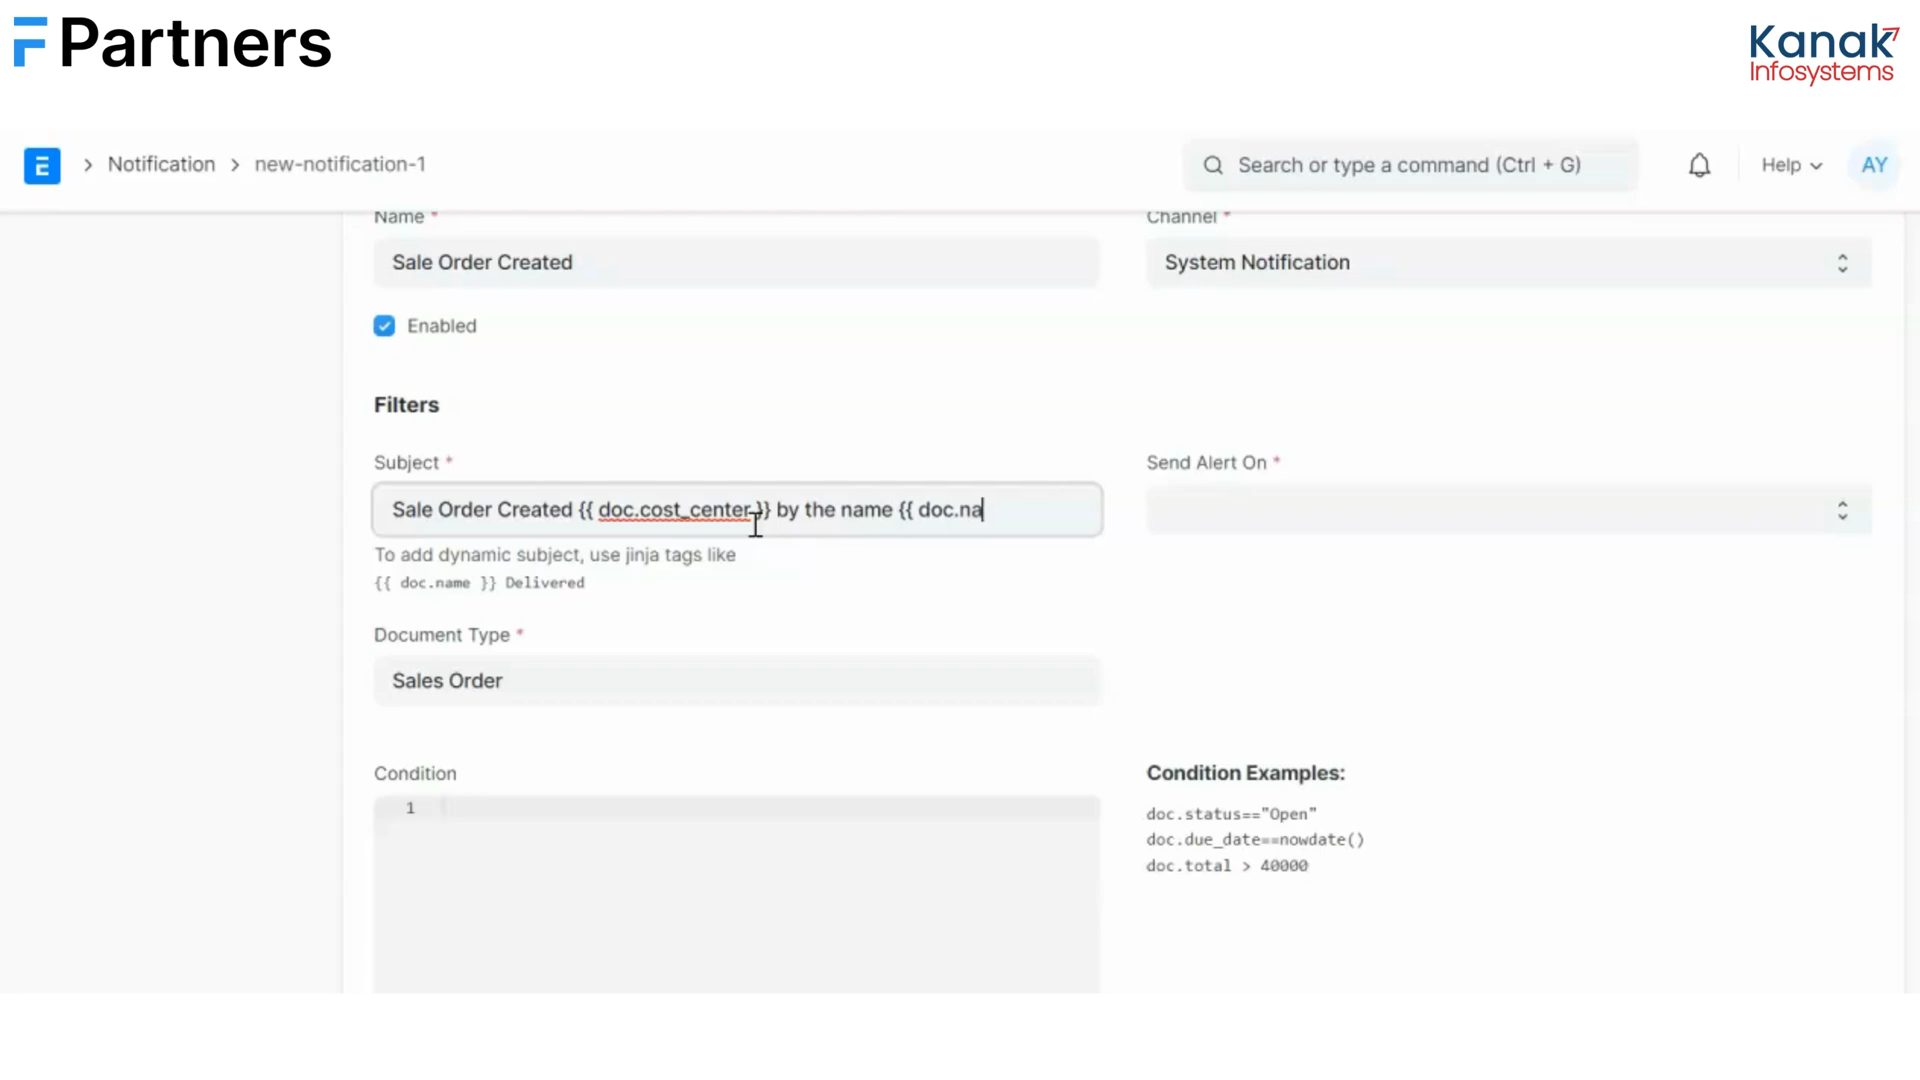 Partners
Kanak
Infosystems
Notification
new-notification-1
Search or type a command (Ctrl + G)
Help
AY
Name *
Channel *
Sale Order Created
System Notification
Enabled
Filters
Subject *
Send Alert On *
Sale Order Created {{ doc.cost_center }} by the name {{ doc.na
To add dynamic subject, use jinja tags like
{{ doc.name }} Delivered
Document Type *
Sales Order
Condition
1
Condition Examples:
doc.status=="Open"
doc.due_date==nowdate()
doc.total > 40000